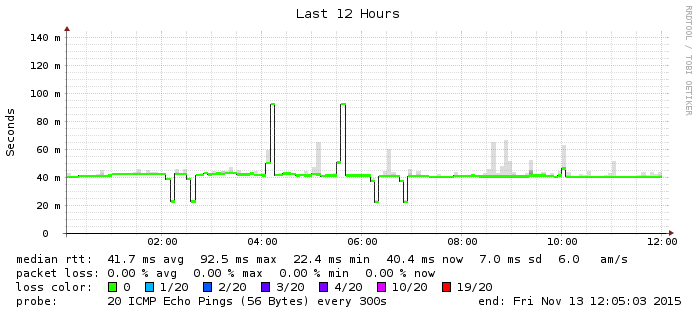 Last 12 Hours
RRDTOOL / TOBI OETIKER
Seconds
140 m
120 m
100 m
80 m
60 m
40 m
20 m
0
02:00 04:00 06:00 08:00 10:00 12:00
median rtt: 41.7 ms avg 92.5 ms max 22.4 ms min 40.4 ms now 7.0 ms sd 6.0 am/s
packet loss: 0.00 % avg 0.00 % max 0.00 % min 0.00 % now
loss color: 0 1/20 2/20 3/20 4/20 10/20 19/20
probe: 20 ICMP Echo Pings (56 Bytes) every 300s end: Fri Nov 13 12:05:03 2015